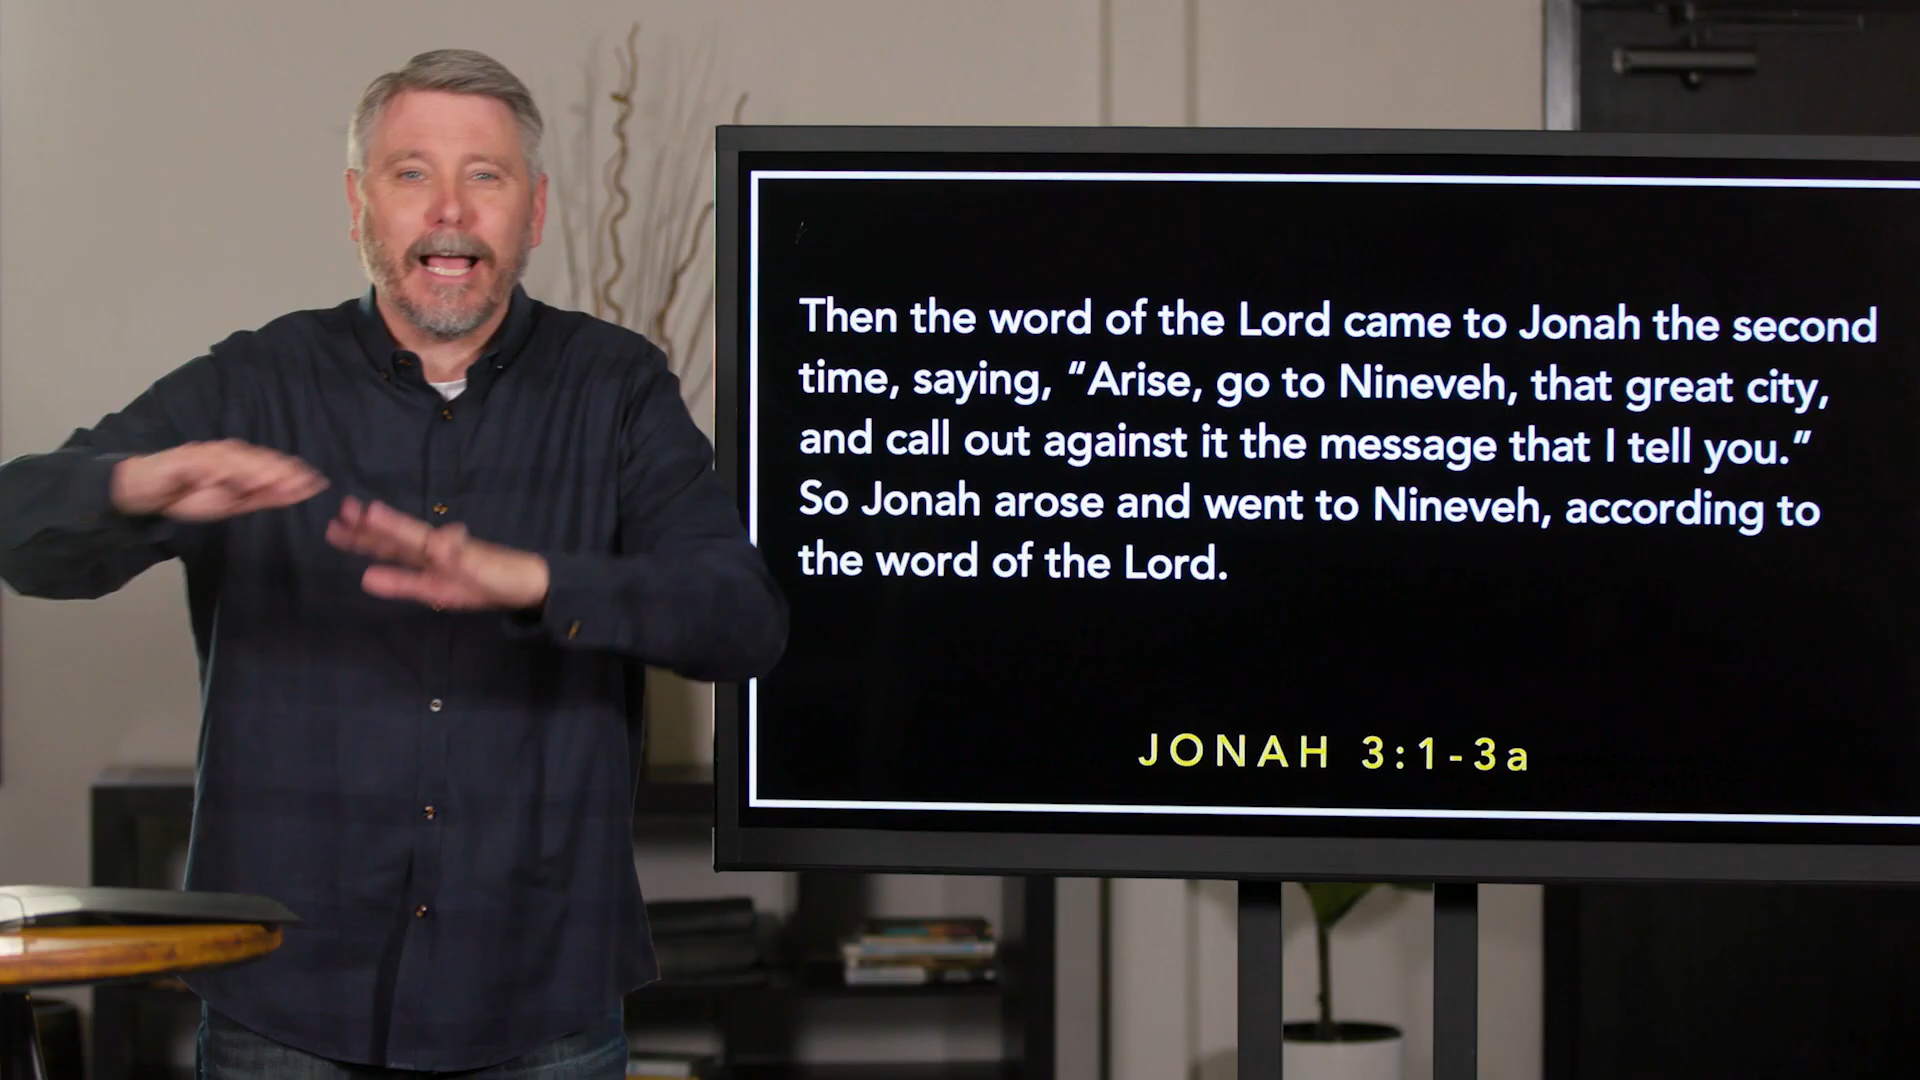 Then the word of the Lord came to Jonah the second
time, saying, "Arise, go to Nineveh, that great city,
and call out against it the message that I tell you."
So Jonah arose and went to Nineveh, according to
the word of the Lord.
JONAH 3:1-3a